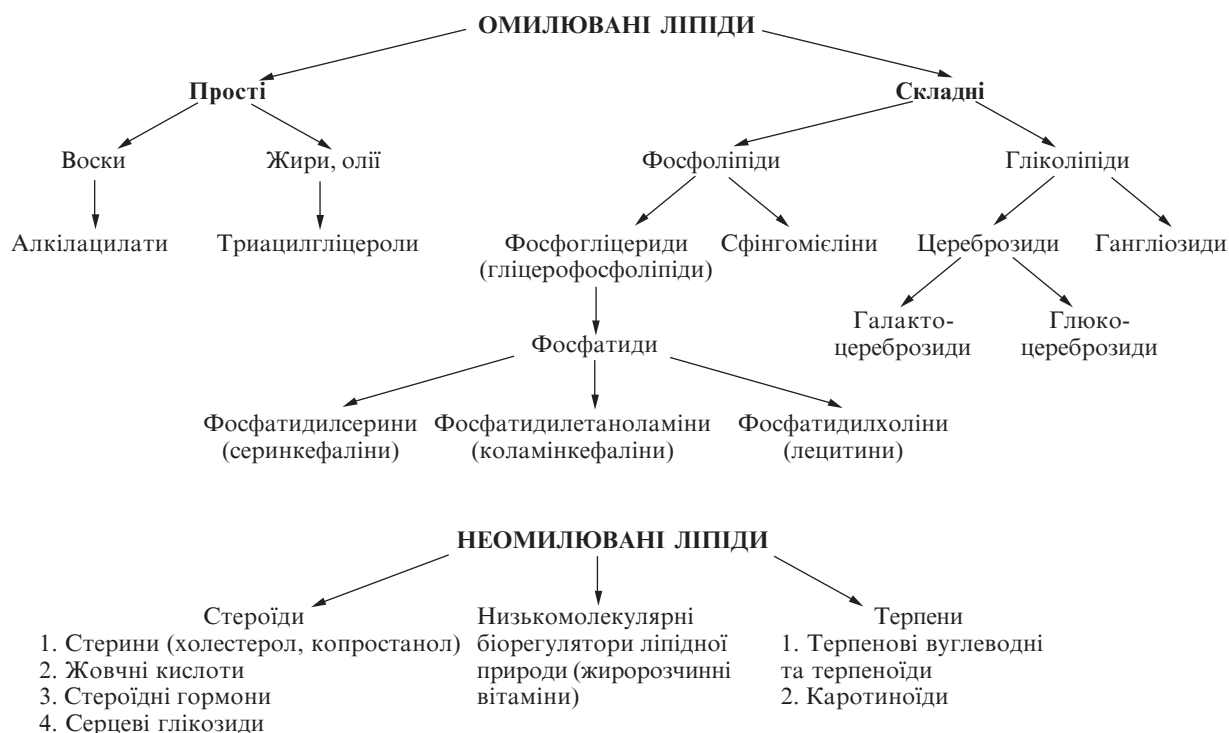 ОМИЛЮВАНІ ЛІПІДИ
Прості
Складні
Воски
Жири, олії
Фосфоліпіди
Гліколіпіди
Алкілацилати
Триацилгліцероли
Фосфогліцериди
(гліцерофосфоліпіди)
Сфінгомієліни
Цереброзиди
Гангліозиди
Галакто-
цереброзиди
Глюко-
цереброзиди
Фосфатиди
Фосфатидилсерини
(серинкефаліни)
Фосфатидилетаноламіни
(коламінкефаліни)
Фосфатидилхоліни
(лецитини)
НЕОМИЛЮВАНІ ЛІПІДИ
Стероїди
1. Стерини (холестерол, копростанол)
2. Жовчні кислоти
3. Стероїдні гормони
4. Серцеві глікозиди
Низькомолекулярні
біорегулятори ліпідної
природи (жиророзчинні
вітаміни)
Терпени
1. Терпенові вуглеводні
та терпеноїди
2. Каротиноїди